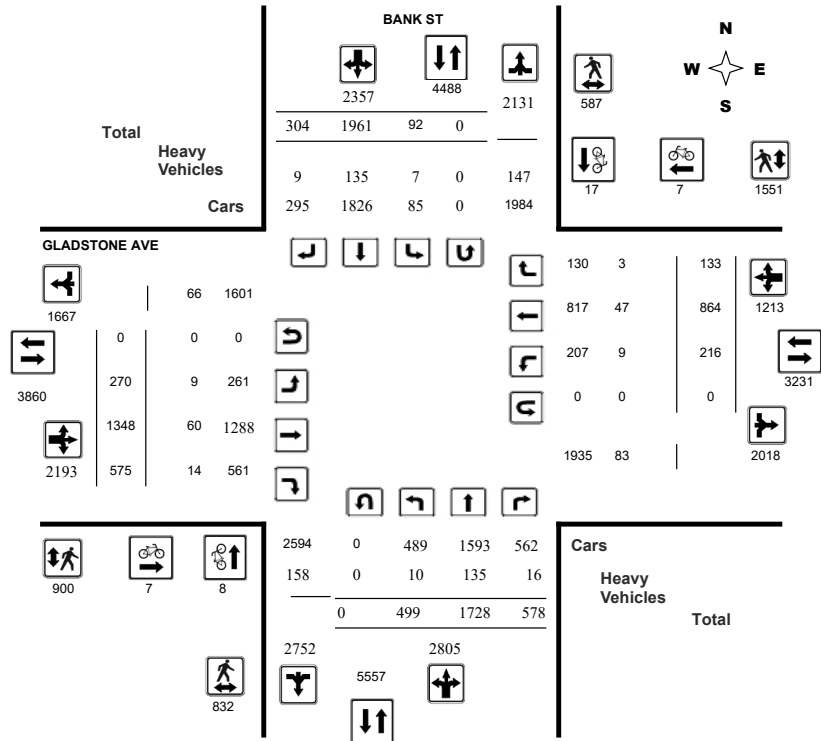 BANK ST
N
W E
S
2357
4488
2131
587
304 1961 92 0
Total
Heavy
Vehicles
9 135 7 0 147
17 7 1551
Cars
295 1826 85 0 1984
GLADSTONE AVE
130 3 133
66 1601
1667
817 47 864 1213
0 0 0
207 9 216
3860
270 9 261
3231
0 0 0
1348 60 1288
1935 83 2018
2193
575 14 561
2594 0 489 1593 562
Cars
158 0 10 135 16
Heavy
Vehicles
900 7 8
0 499 1728 578
Total
2752 2805
5557
832